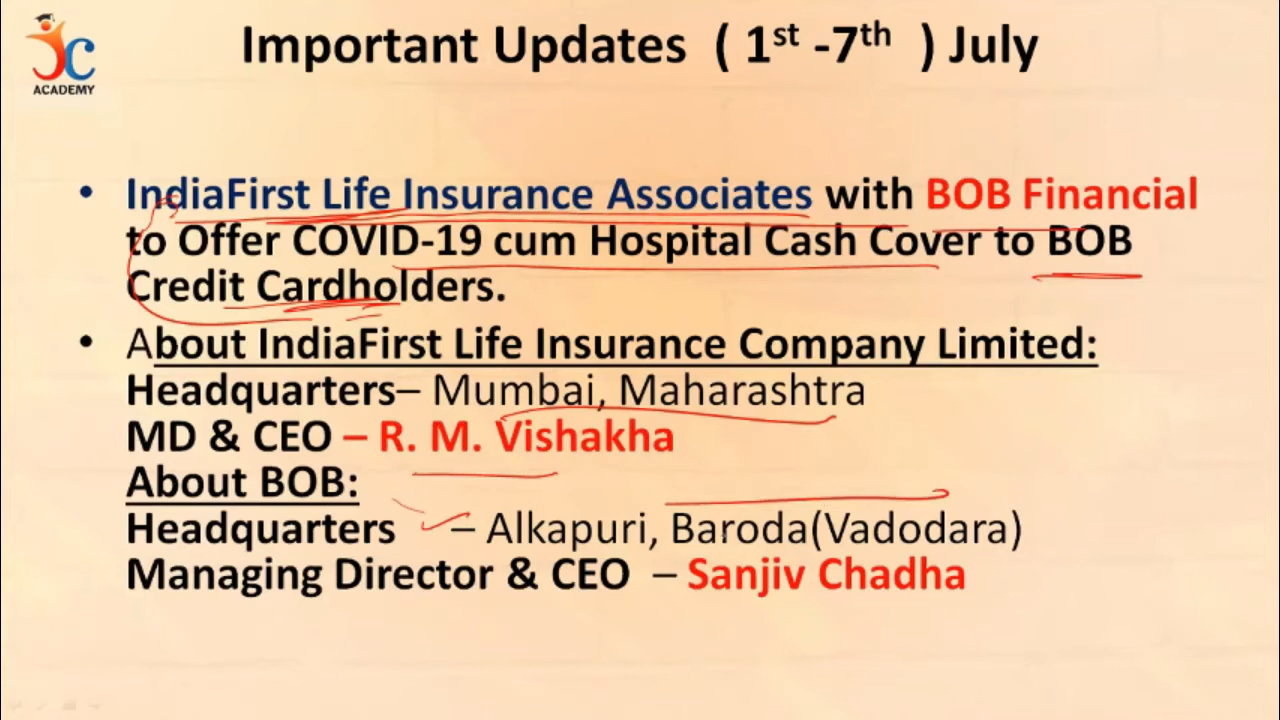 JC
ACADEMY
Important Updates ( 1st -7th ) July
• IndiaFirst Life Insurance Associates with BOB Financial
to Offer COVID-19 cum Hospital Cash Cover to BOB
Credit Cardholders.
• About IndiaFirst Life Insurance Company Limited:
Headquarters– Mumbai, Maharashtra
MD & CEO – R. M. Vishakha
About BOB:
Headquarters – Alkapuri, Baroda(Vadodara)
Managing Director & CEO – Sanjiv Chadha